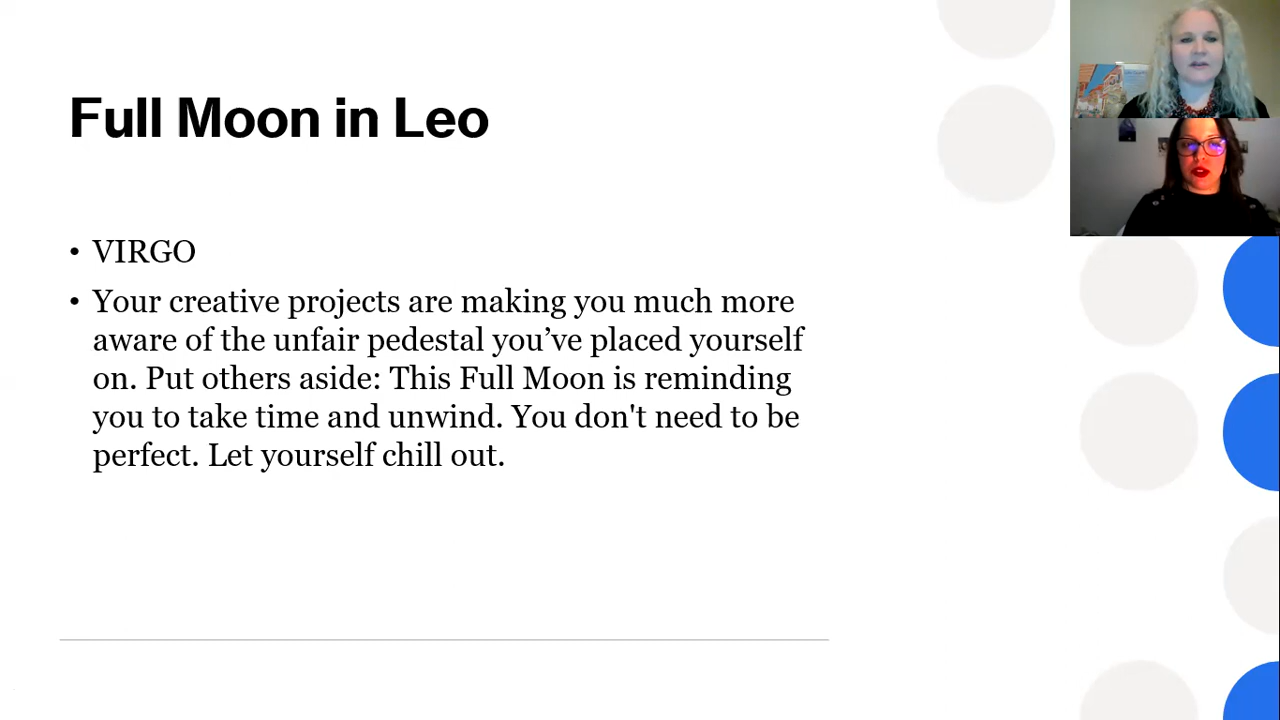 Full Moon in Leo
• VIRGO
• Your creative projects are making you much more
aware of the unfair pedestal you’ve placed yourself
on. Put others aside: This Full Moon is reminding
you to take time and unwind. You don't need to be
perfect. Let yourself chill out.